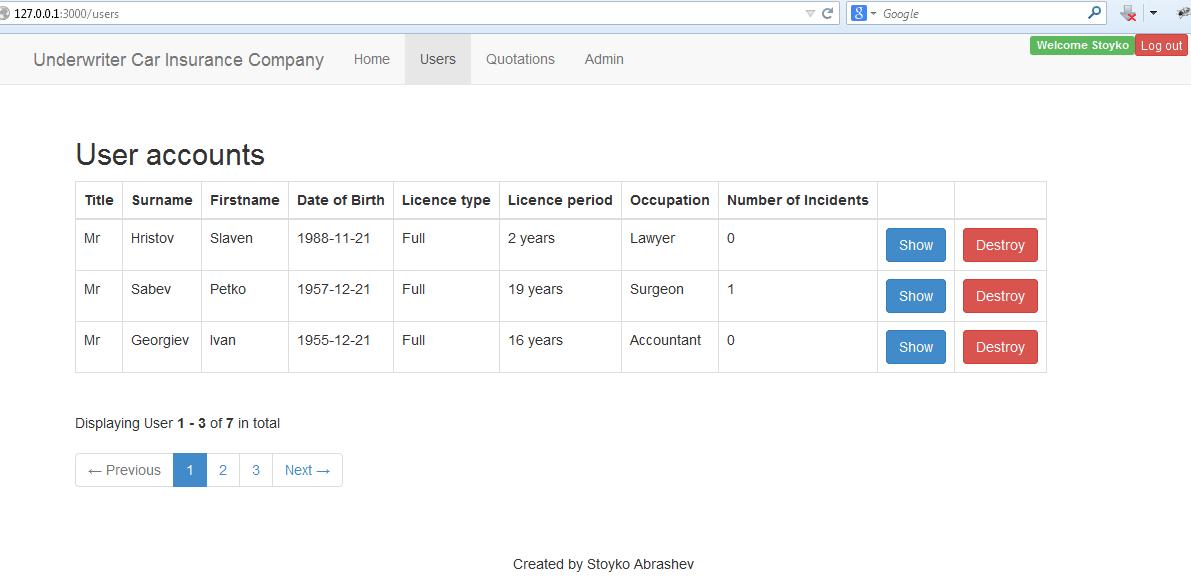 127.0.0.1:3000/users
8 Google
Underwriter Car Insurance Company Home Users Quotations Admin Welcome Stoyko Log out
User accounts
Title Surname Firstname Date of Birth Licence type Licence period Occupation Number of Incidents
Mr Hristov Slaven 1988-11-21 Full 2 years Lawyer 0 Show Destroy
Mr Sabev Petko 1957-12-21 Full 19 years Surgeon 1 Show Destroy
Mr Georgiev Ivan 1955-12-21 Full 16 years Accountant 0 Show Destroy
Displaying User 1 - 3 of 7 in total
← Previous 1 2 3 Next →
Created by Stoyko Abrashev